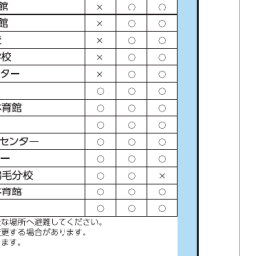 館 × ○ ○
館 × ○ ○
× ○ ○
学校 × ○ ○
ター × ○ ○
○ ○ ○
体育館 ○ ○ ○
○ ○ ○
センター ○ ○ ○
ー ○ ○ ○
毛分校 ○ ○ ×
体育館 ○ ○ ○
○ ○ ○
な場所へ避難してください。
変更する場合があります。
ます。